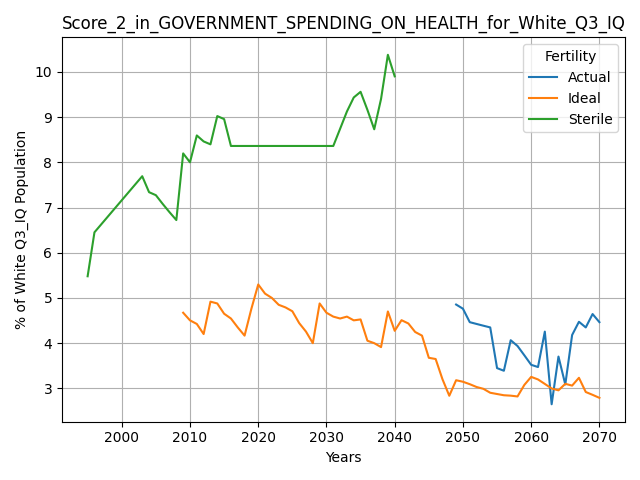 Score_2_in_GOVERNMENT_SPENDING_ON_HEALTH_for_White_Q3_IQ
Fertility
Actual
Ideal
Sterile
% of White Q3_IQ Population
10
9
8
7
6
5
4
3
2000 2010 2020 2030 2040 2050 2060 2070
Years